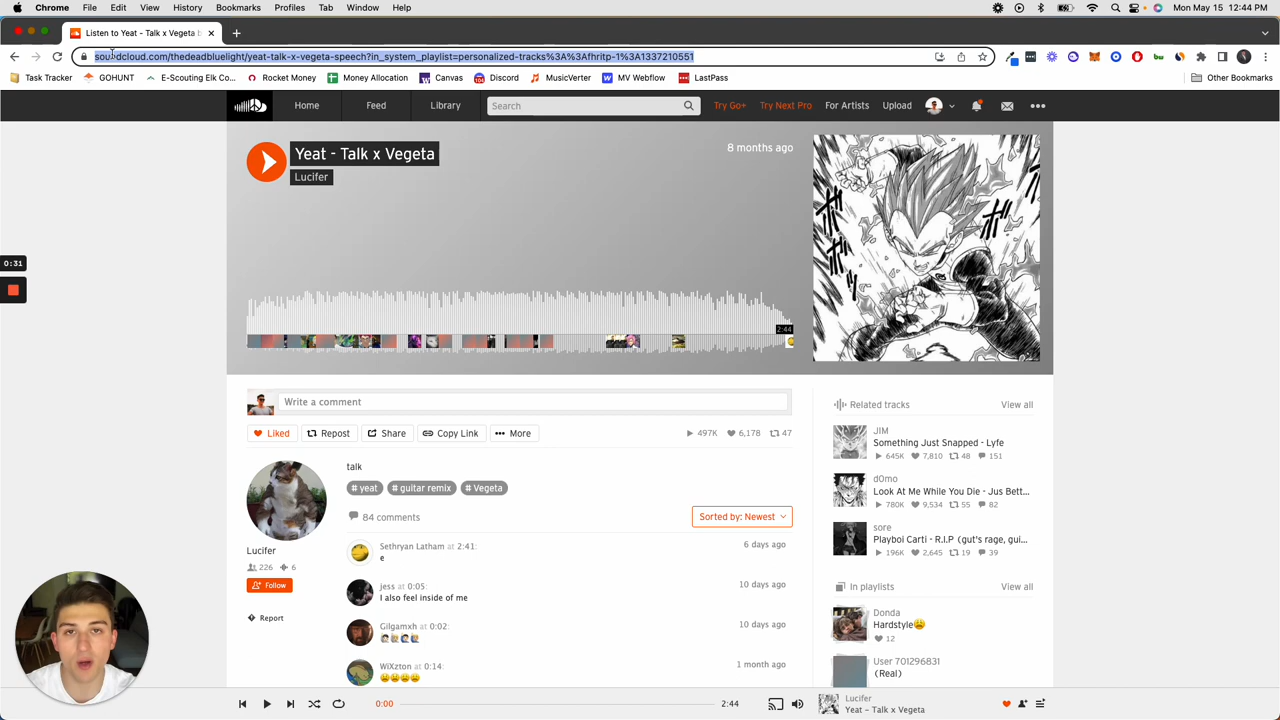 Chrome File Edit View History Bookmarks Profiles Tab Window Help Mon May 15 12:44 PM
Listen to Yeat - Talk x Vegeta b
soundcloud.com/thedeadbluelight/yeat-talk-x-vegeta-speech?in_system_playlist=personalized-tracks%3A%3Afhritp-1%3A1337210551
Task Tracker GOHUNT E-Scouting Elk Co... Rocket Money Money Allocation Canvas Discord MusicVerter MV Webflow LastPass Other Bookmarks
Home Feed Library Search Try Go+ Try Next Pro For Artists Upload
Yeat - Talk x Vegeta
8 months ago
Lucifer
0:31
2:44
Write a comment
Liked Repost Share Copy Link More 497K 6,178 47
talk
# yeat # guitar remix # Vegeta
84 comments
Sorted by: Newest
Lucifer
226 6
Follow
Report
Sethryan Latham at 2:41:
6 days ago
e
jess at 0:05:
10 days ago
I also feel inside of me
Gilgamxh at 0:02:
10 days ago
WiXzton at 0:14:
1 month ago
Related tracks View all
JIM
Something Just Snapped - Lyfe
645K 7,810 48 151
d0mo
Look At Me While You Die - Jus Bett...
780K 9,534 55 82
sore
Playboi Carti - R.I.P (gut's rage, gui...
196K 2,645 19 39
In playlists View all
Donda
Hardstyle😩
12
User 701296831
(Real)
0:00 2:44
Lucifer
Yeat - Talk x Vegeta